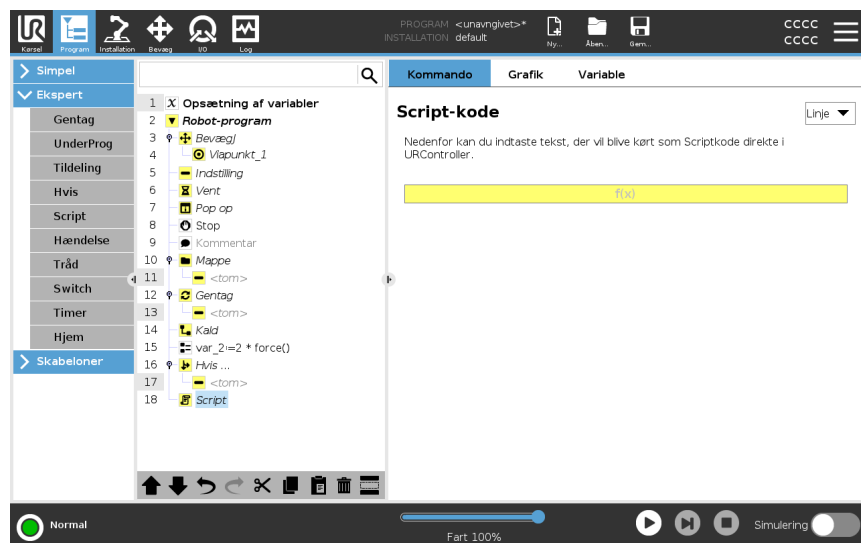 UR
PROGRAM <unavngivet>*
INSTALLATION default
Ny...
Åben...
Gem...
cccc
cccc
Kørsel
Program
Installation
Bevæg
I/O
Log
Simpel
Ekspert
Gentag
UnderProg
Tildeling
Hvis
Script
Hændelse
Tråd
Switch
Timer
Hjem
Skabeloner
1 X Opsætning af variabler
2 Robot-program
3 BevægJ
4 Viapunkt_1
5 Indstilling
6 Vent
7 Pop op
8 Stop
9 Kommentar
10 Mappe
11 <tom>
12 Gentag
13 <tom>
14 Kald
15 var_2≔2 * force()
16 Hvis ...
17 <tom>
18 Script
Kommando
Grafik
Variable
Script-kode
Linje
Nedenfor kan du indtaste tekst, der vil blive kørt som Scriptkode direkte i
URController.
f(x)
Normal
Fart 100%
Simulering